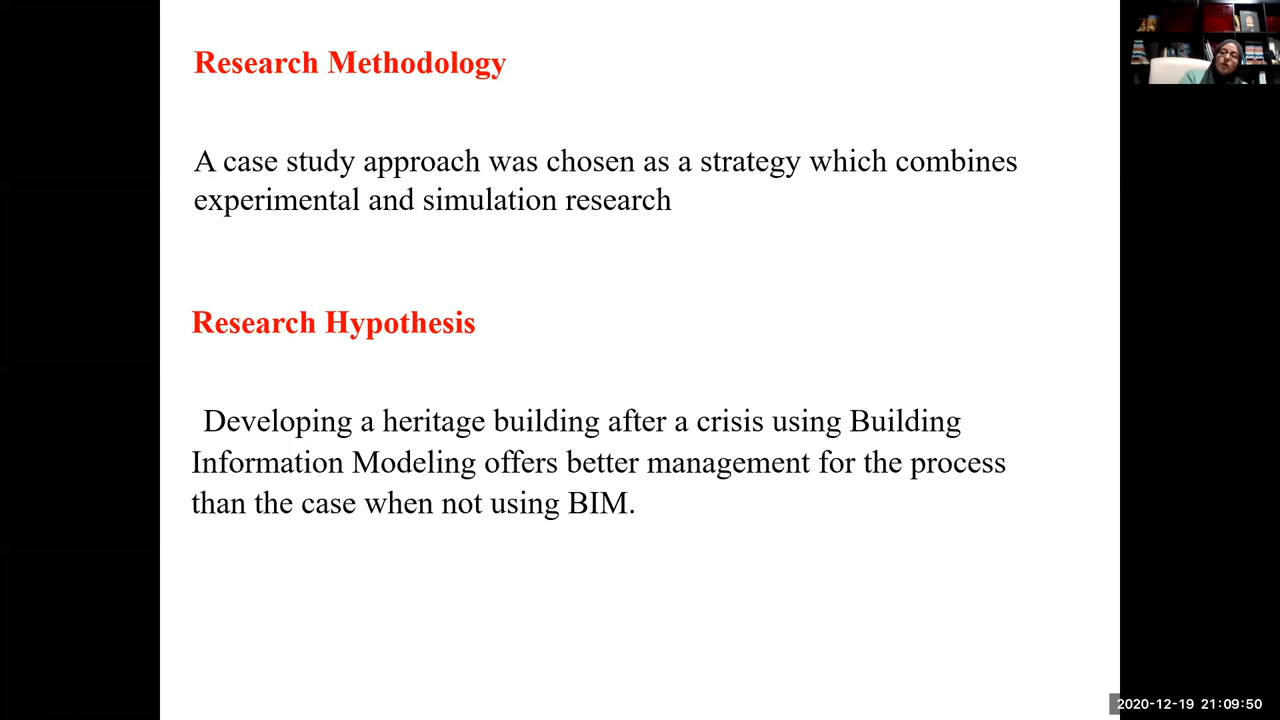 Research Methodology
A case study approach was chosen as a strategy which combines
experimental and simulation research
Research Hypothesis
Developing a heritage building after a crisis using Building
Information Modeling offers better management for the process
than the case when not using BIM.
2020-12-19 21:09:50